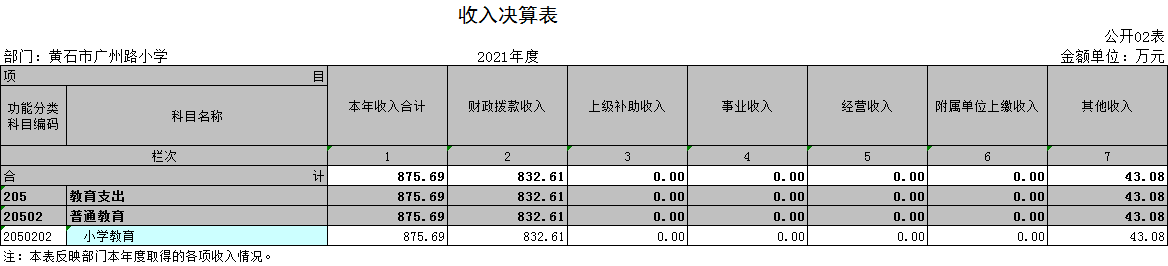 收入决算表
公开02表
部门：黄石市广州路小学 2021年度 金额单位：万元
项 目 本年收入合计 财政拨款收入 上级补助收入 事业收入 经营收入 附属单位上缴收入 其他收入
功能分类科目编码 科目名称
栏次 1 2 3 4 5 6 7
合 计 875.69 832.61 0.00 0.00 0.00 0.00 43.08
205 教育支出 875.69 832.61 0.00 0.00 0.00 0.00 43.08
20502 普通教育 875.69 832.61 0.00 0.00 0.00 0.00 43.08
2050202 小学教育 875.69 832.61 0.00 0.00 0.00 0.00 43.08
注：本表反映部门本年度取得的各项收入情况。